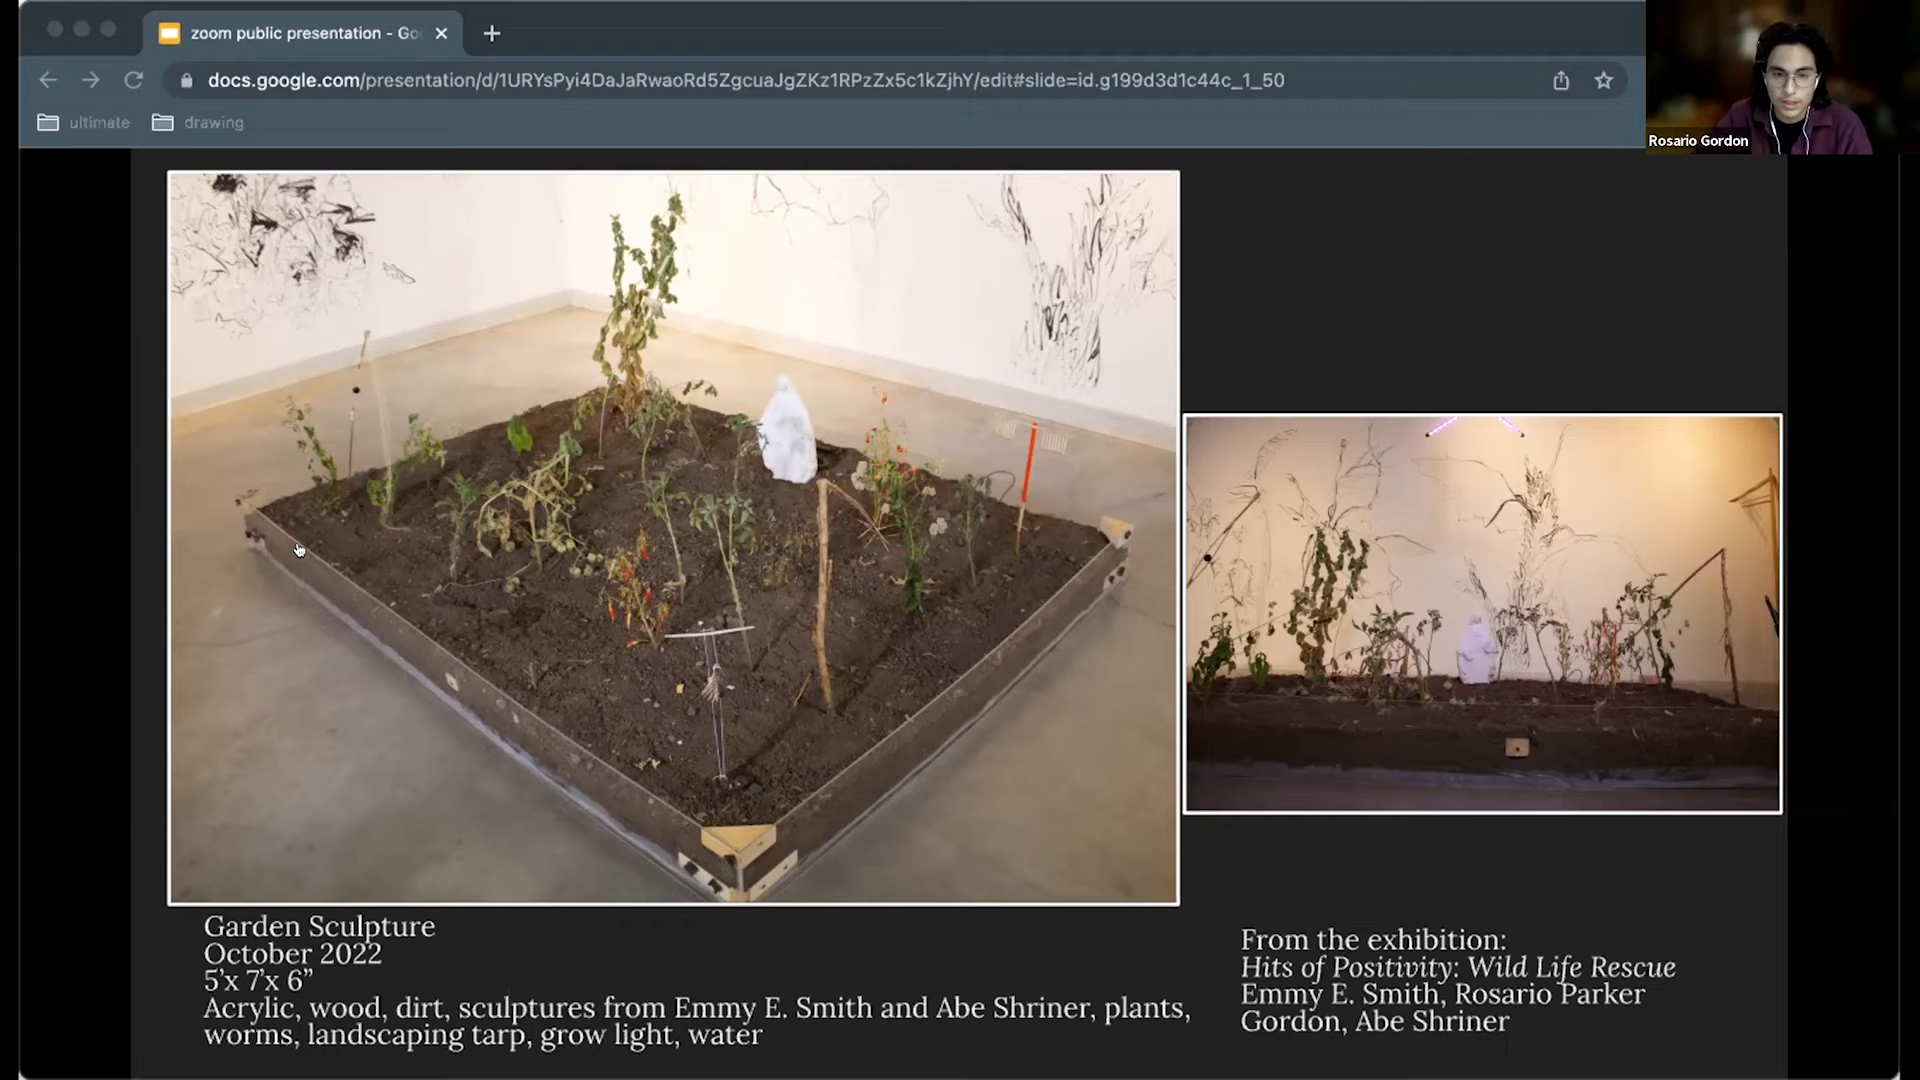 zoom public presentation - Go
docs.google.com/presentation/d/1URYsPyi4DaJaRwaoRd5ZgcuaJgZKz1RPzZx5c1kZjhY/edit#slide=id.g199d3d1c44c_1_50
ultimate
drawing
Rosario Gordon
Garden Sculpture
October 2022
5’x 7’x 6”
Acrylic, wood, dirt, sculptures from Emmy E. Smith and Abe Shriner, plants,
worms, landscaping tarp, grow light, water
From the exhibition:
Hits of Positivity: Wild Life Rescue
Emmy E. Smith, Rosario Parker
Gordon, Abe Shriner